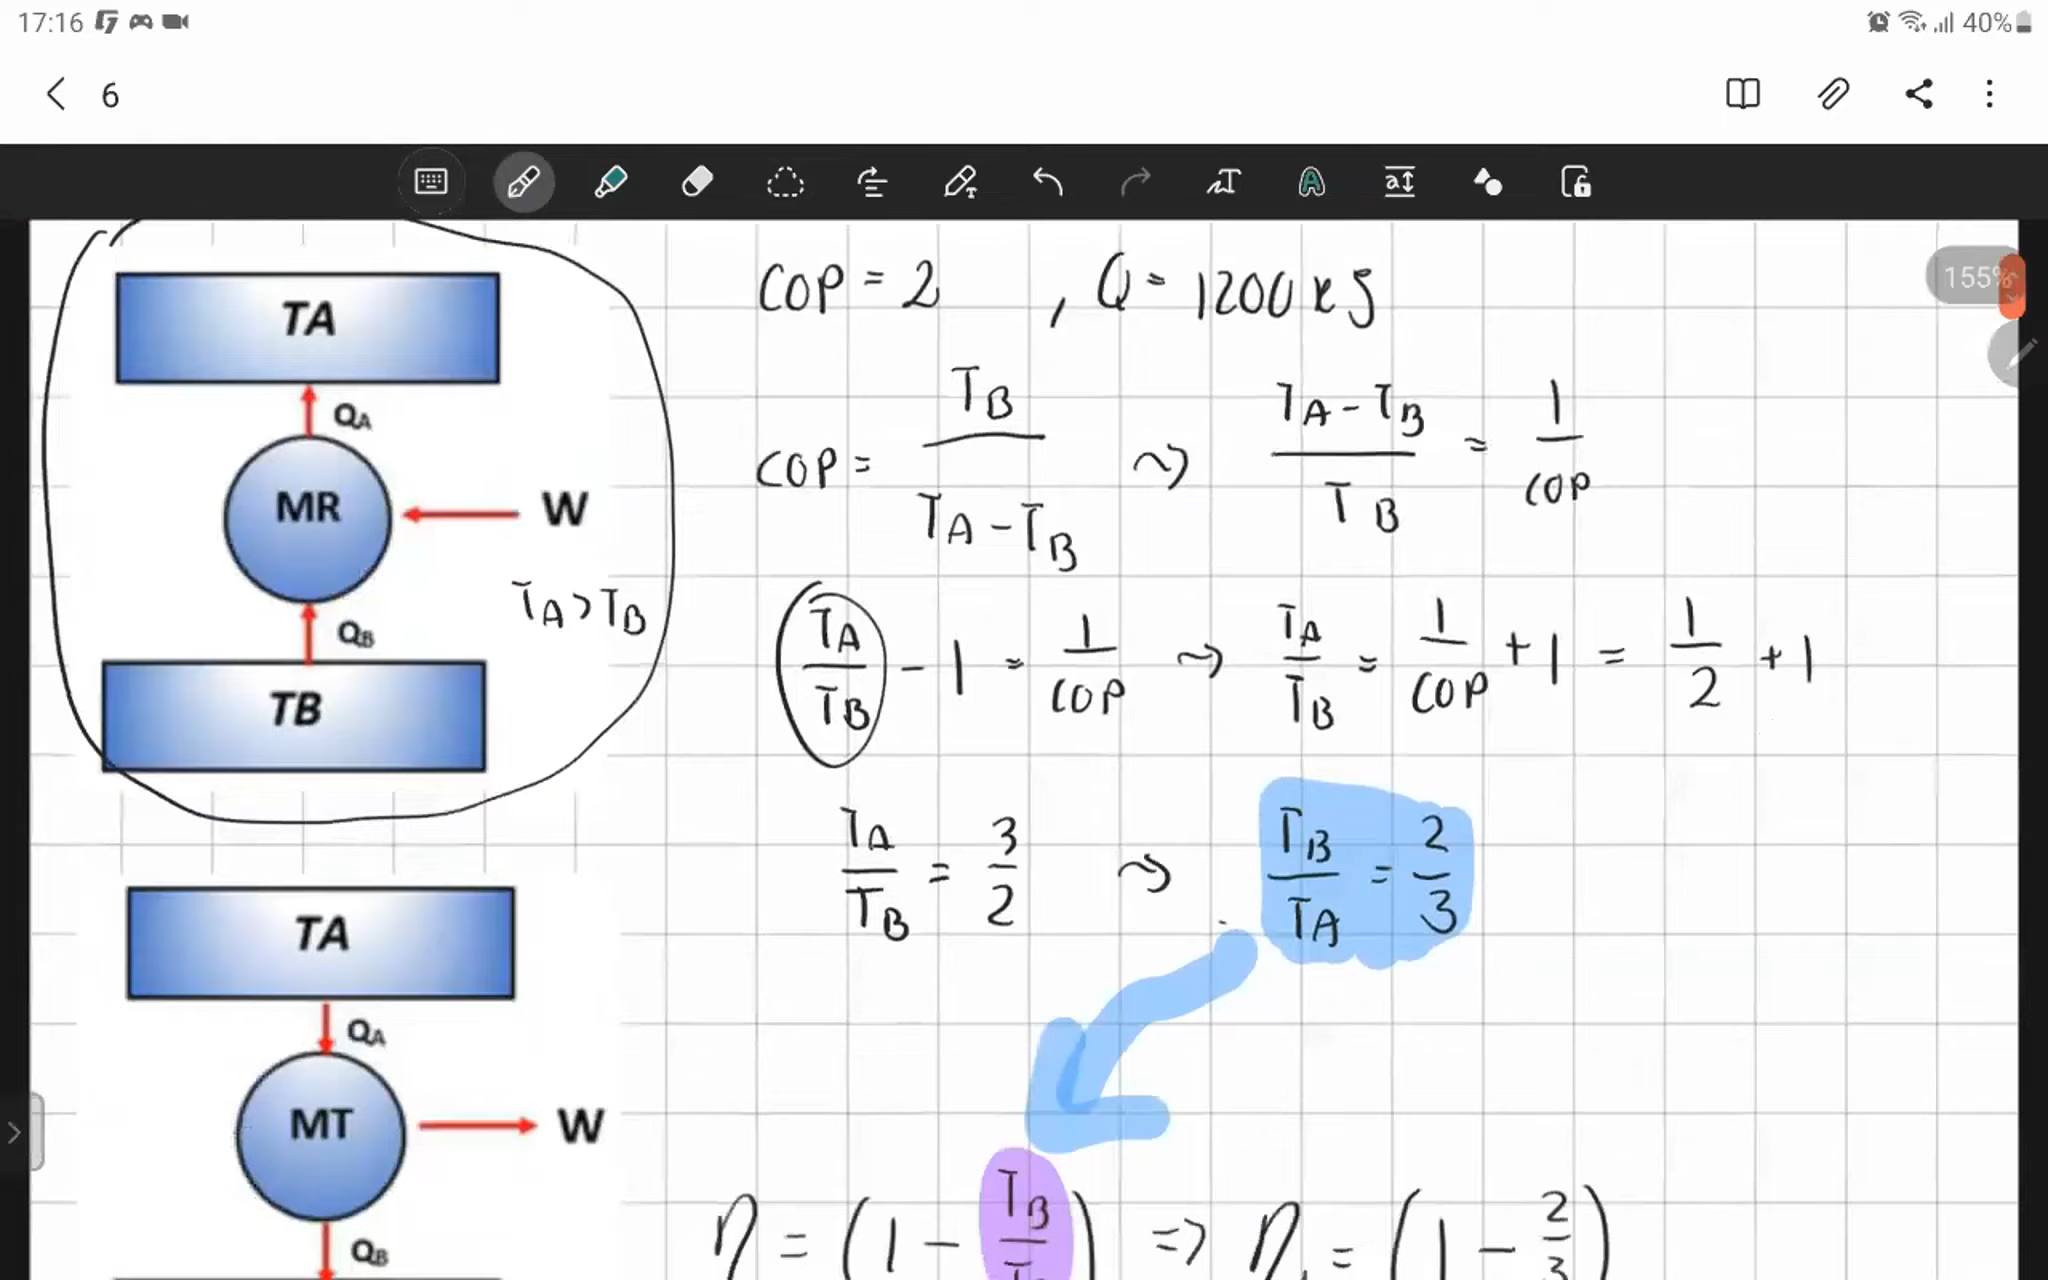 17:16 40%
6
155%
TA
QA
MR
W
TA > TB
QB
TB
COP = 2 , Q = 1200 KJ
COP = TB / (TA - TB) ~> (TA - TB) / TB = 1 / COP
TA / TB - 1 = 1 / COP ~> TA / TB = 1 / COP + 1 = 1 / 2 + 1
TA / TB = 3 / 2 ~> TB / TA = 2 / 3
TA
QA
MT
W
QB
η = (1 - TB / ) => η = (1 - 2 / 3)